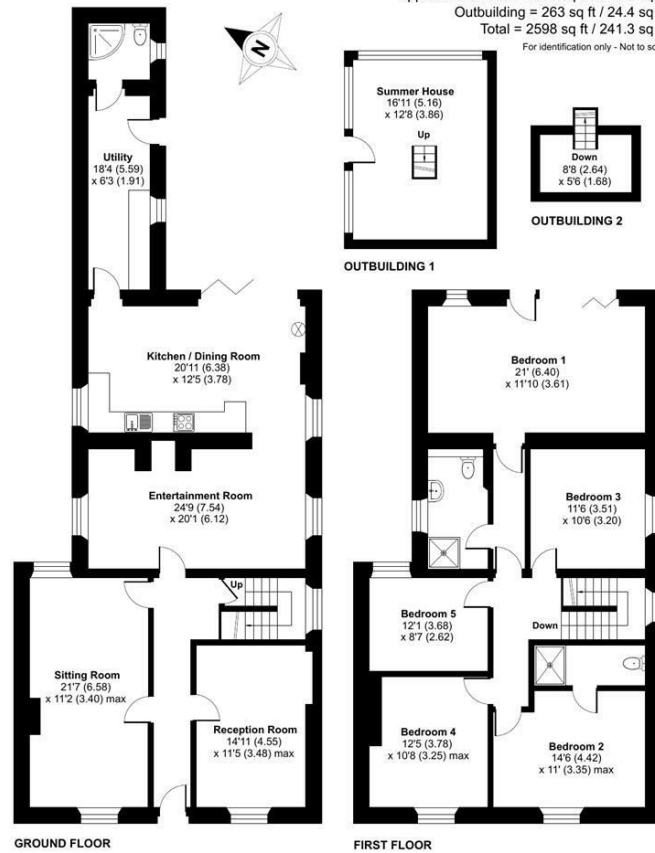 Outbuilding = 263 sq ft / 24.4 sq
Total = 2598 sq ft / 241.3 sq
For identification only - Not to sc
N
Summer House
16'11 (5.16)
x 12'8 (3.86)
Up
Down
8'8 (2.64)
x 5'6 (1.68)
OUTBUILDING 2
OUTBUILDING 1
Utility
18'4 (5.59)
x 6'3 (1.91)
Kitchen / Dining Room
20'11 (6.38)
x 12'5 (3.78)
Entertainment Room
24'9 (7.54)
x 20'1 (6.12)
Up
Sitting Room
21'7 (6.58)
x 11'2 (3.40) max
Reception Room
14'11 (4.55)
x 11'5 (3.48) max
GROUND FLOOR
Bedroom 1
21' (6.40)
x 11'10 (3.61)
Bedroom 3
11'6 (3.51)
x 10'6 (3.20)
Bedroom 5
12'1 (3.68)
x 8'7 (2.62)
Down
Bedroom 4
12'5 (3.78)
x 10'8 (3.25) max
Bedroom 2
14'6 (4.42)
x 11' (3.35) max
FIRST FLOOR